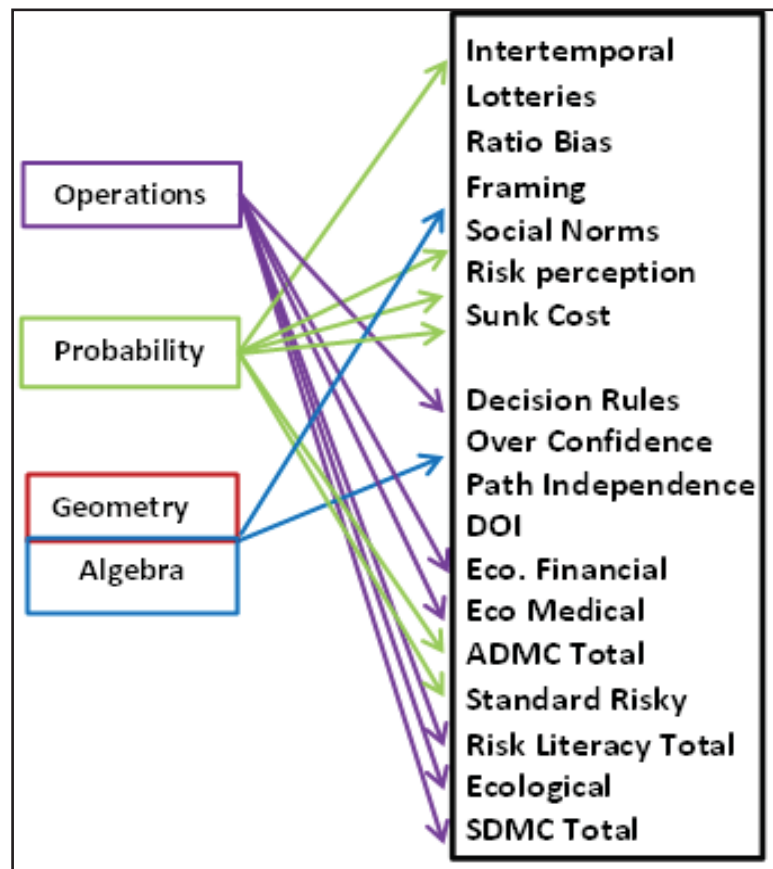 Operations
Probability
Geometry
Algebra
Intertemporal
Lotteries
Ratio Bias
Framing
Social Norms
Risk perception
Sunk Cost
Decision Rules
Over Confidence
Path Independence
DOI
Eco. Financial
Eco Medical
ADMC Total
Standard Risky
Risk Literacy Total
Ecological
SDMC Total